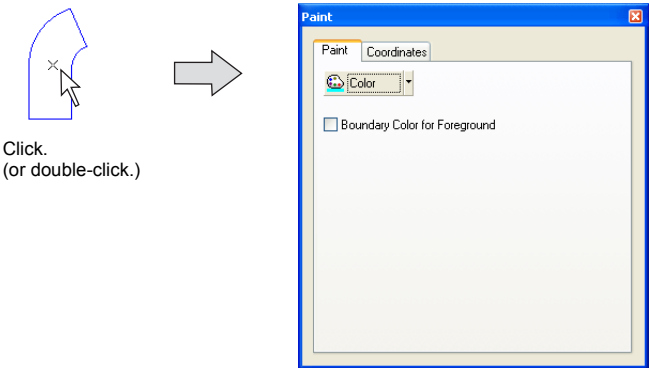 Click.
(or double-click.)
Paint
Paint Coordinates
Color
Boundary Color for Foreground